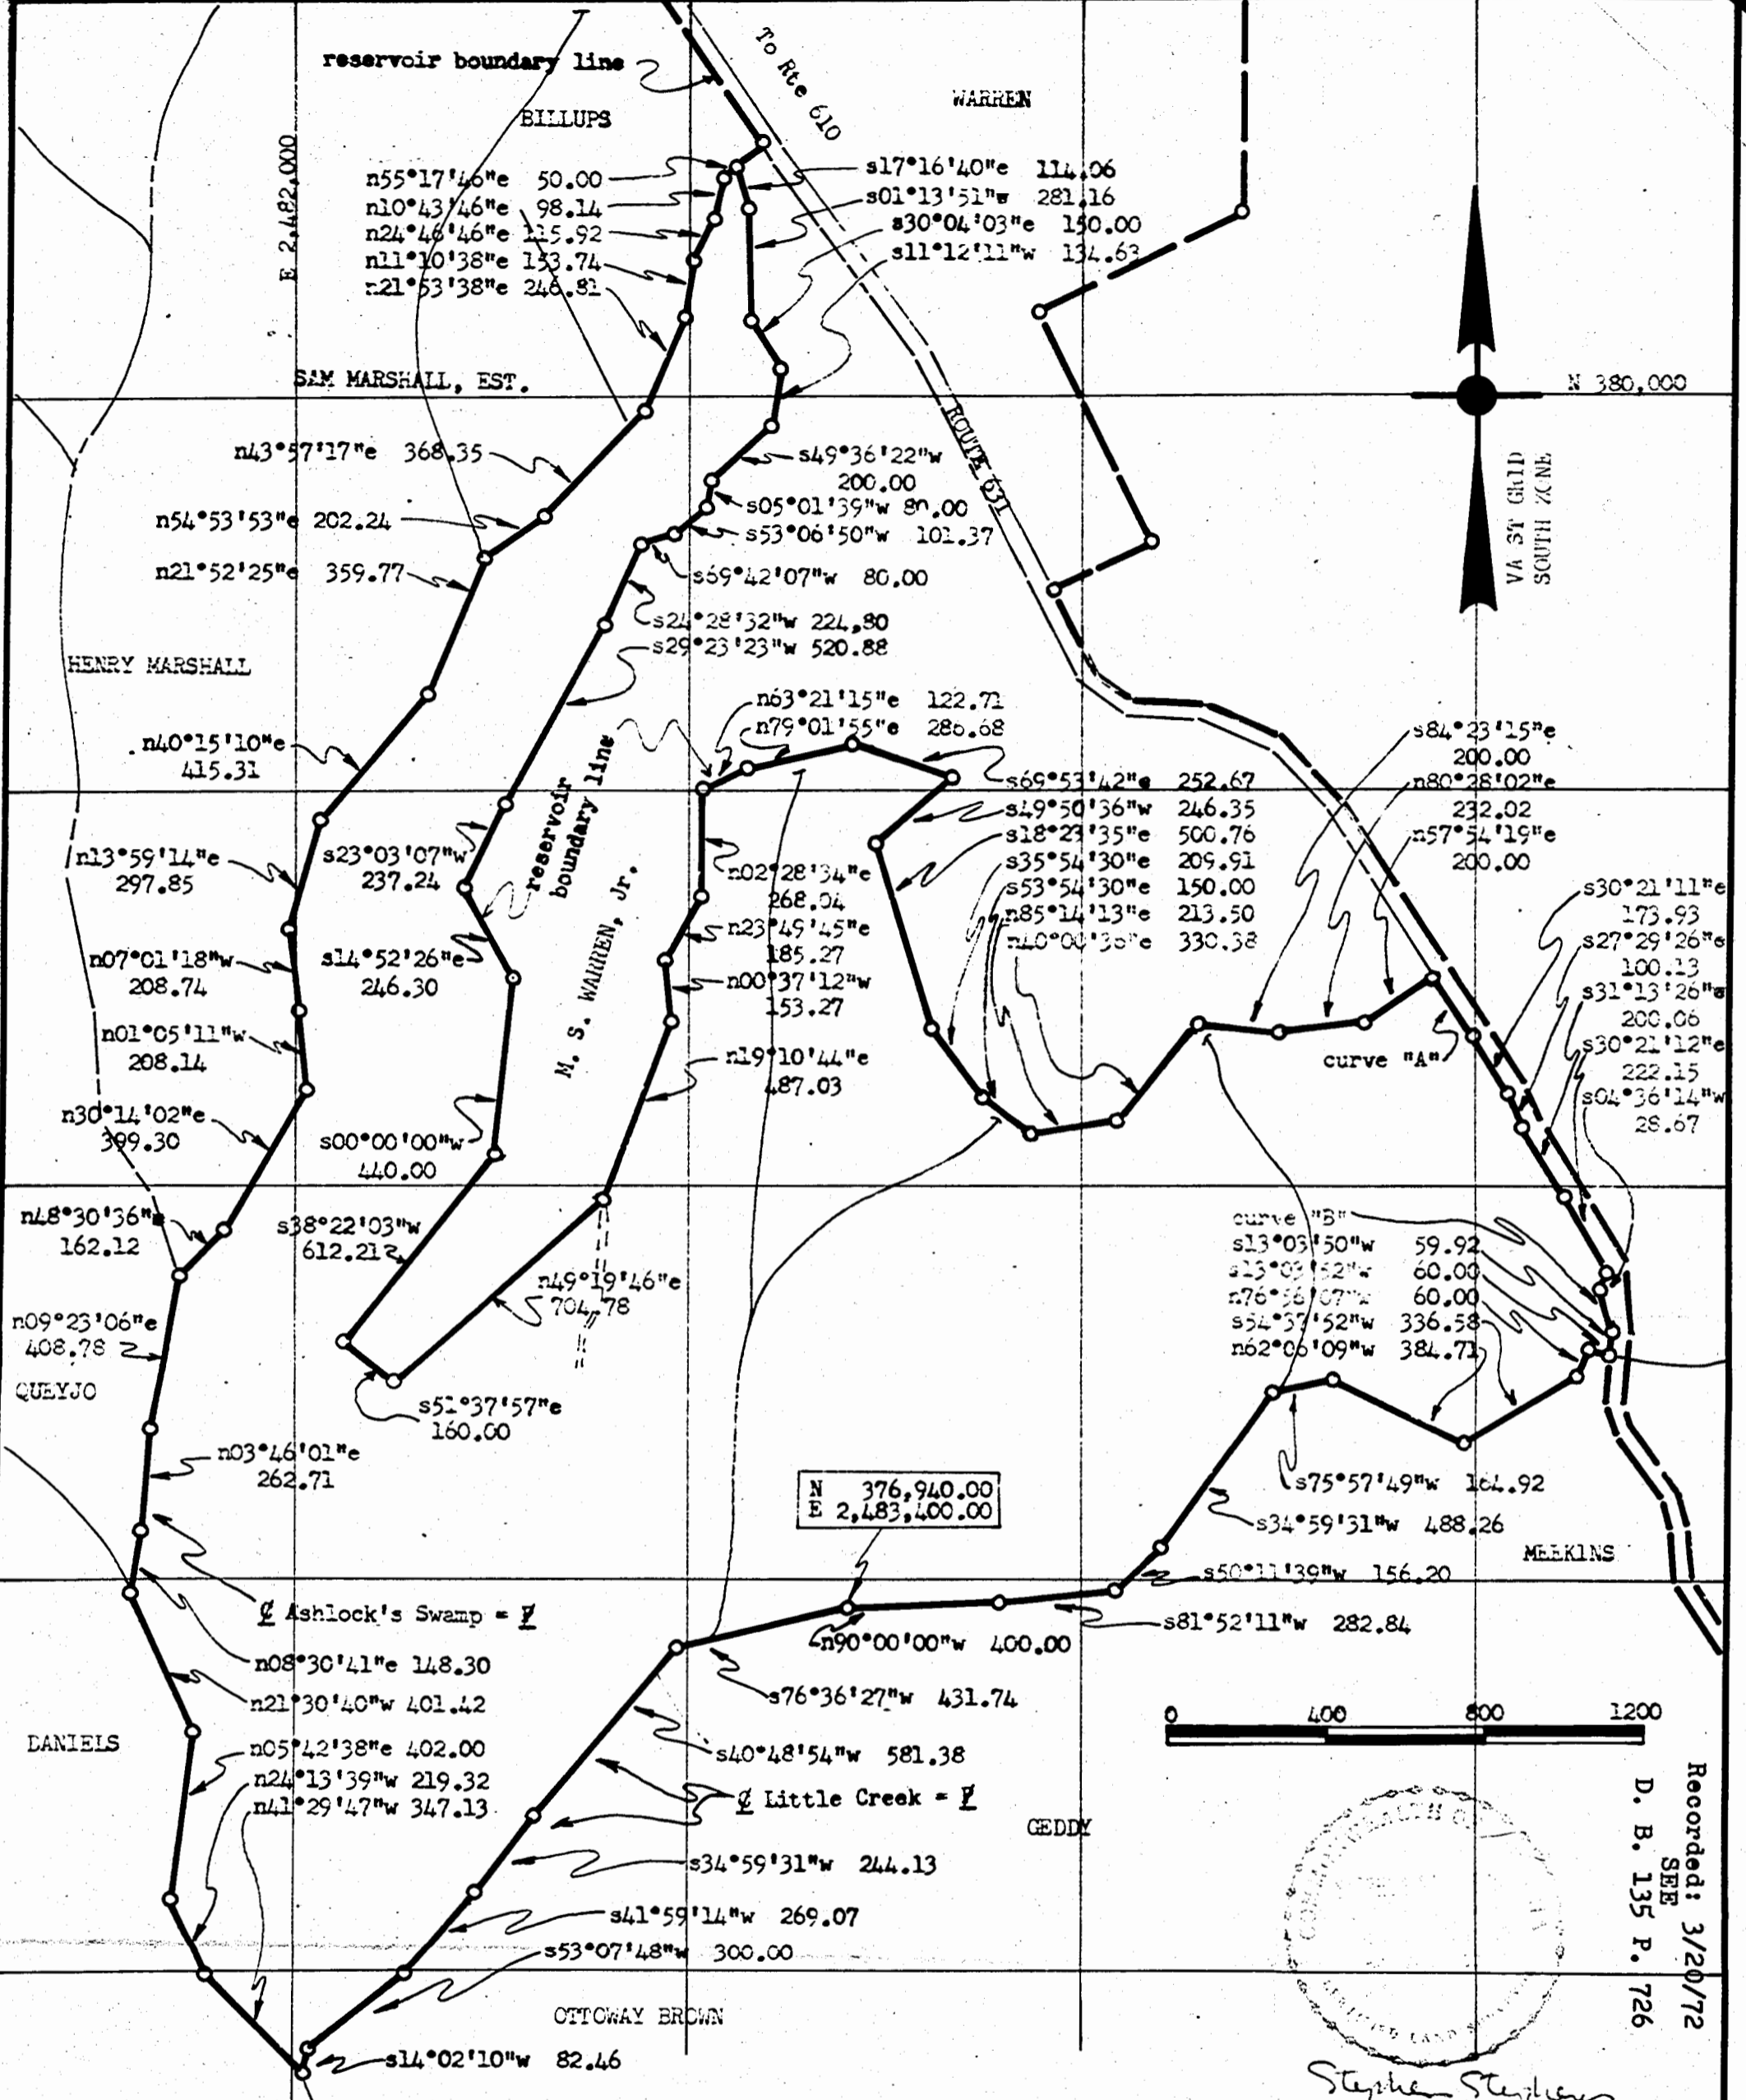 reservoir boundary line
To Rte 610
WARREN
BILLUPS
E 2,482,000
n55°17'46"e 50.00
n10°43'46"e 98.14
n24°46'46"e 115.92
n11°10'38"e 153.74
n21°53'38"e 246.81
s17°16'40"e 114.06
s01°13'51"w 281.16
s30°04'03"e 150.00
s11°12'11"w 134.63
SAM MARSHALL, EST.
N 380,000
VA ST GRID
SOUTH ZONE
ROUTE 631
n43°57'17"e 368.35
n54°53'53"e 202.24
n21°52'25"e 359.77
s49°36'22"w
200.00
s05°01'39"w 80.00
s53°06'50"w 101.37
s69°42'07"w 80.00
s24°28'32"w 224.80
s29°23'23"w 520.88
HENRY MARSHALL
n63°21'15"e 122.71
n79°01'55"e 286.68
n40°15'10"e
415.31
reservoir
boundary line
M. S. WARREN, Jr.
s69°53'42"e 252.67
s49°50'36"w 246.35
s18°23'35"e 500.76
s35°54'30"e 209.91
s53°54'30"e 150.00
n85°14'13"e 213.50
n40°00'36"e 330.38
s84°23'15"e
200.00
n80°28'02"e
232.02
n57°54'19"e
200.00
s30°21'11"e
173.93
s27°29'26"e
100.13
s31°13'26"e
200.06
s30°21'12"e
222.15
s04°36'14"w
28.67
n13°59'14"e
297.85
s23°03'07"w
237.24
n02°28'34"e
268.04
n23°49'45"e
185.27
n00°37'12"w
153.27
n07°01'18"w
208.74
s14°52'26"e
246.30
n01°05'11"w
208.14
n19°10'44"e
487.03
curve "A"
n30°14'02"e
399.30
s00°00'00"w
440.00
n48°30'36"e
162.12
s38°22'03"w
612.21
n49°19'46"e
704.78
curve "B"
s13°03'50"w 59.92
s13°03'52"w 60.00
n76°56'07"w 60.00
s54°37'52"w 336.58
n62°06'09"w 384.71
n09°23'06"e
408.78
QUEYJO
s51°37'57"e
160.00
n03°46'01"e
262.71
N 376,940.00
E 2,483,400.00
s75°57'49"w 164.92
s34°59'31"w 488.26
MEEKINS
s50°11'39"w 156.20
s81°52'11"w 282.84
℄ Ashlock's Swamp = P
n90°00'00"w 400.00
n08°30'41"e 148.30
n21°30'40"w 401.42
s76°36'27"w 431.74
DANIELS
n05°42'38"e 402.00
n24°13'39"w 219.32
n41°29'47"w 347.13
s40°48'54"w 581.38
℄ Little Creek = P
GEDDY
0 400 800 1200
s34°59'31"w 244.13
s41°59'14"w 269.07
s53°07'48"w 300.00
OTTOWAY BROWN
s14°02'10"w 82.46
Recorded: 3/20/72
SEE
D. B. 135 P. 726
COMMONWEALTH OF
CERTIFIED LAND
Stephen Stephens